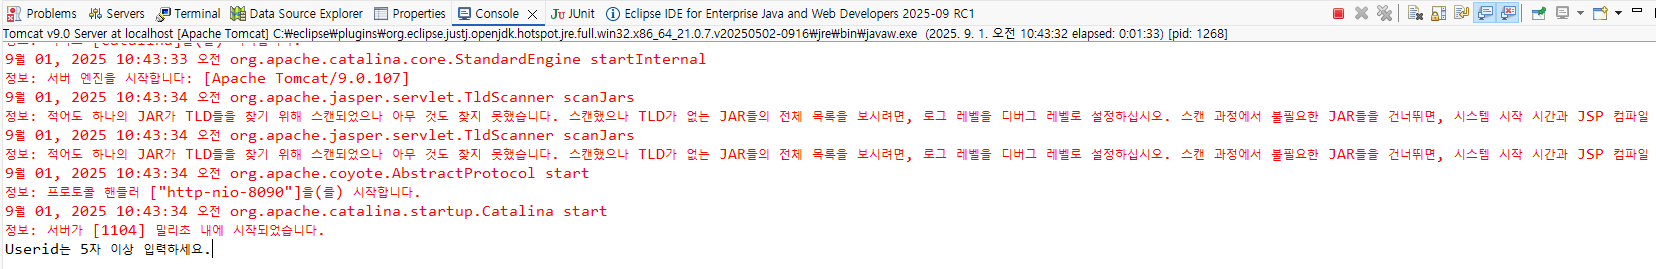 Problems Servers Terminal Data Source Explorer Properties Console JUnit Eclipse IDE for Enterprise Java and Web Developers 2025-09 RC1
Tomcat v9.0 Server at localhost [Apache Tomcat] C:₩eclipse₩plugins₩org.eclipse.justj.openjdk.hotspot.jre.full.win32.x86_64_21.0.7.v20250502-0916₩jre₩bin₩javaw.exe (2025. 9. 1. 오전 10:43:32 elapsed: 0:01:33) [pid: 1268]
9월 01, 2025 10:43:33 오전 org.apache.catalina.core.StandardEngine startInternal
정보: 서버 엔진을 시작합니다: [Apache Tomcat/9.0.107]
9월 01, 2025 10:43:34 오전 org.apache.jasper.servlet.TldScanner scanJars
정보: 적어도 하나의 JAR가 TLD들을 찾기 위해 스캔되었으나 아무 것도 찾지 못했습니다. 스캔했으나 TLD가 없는 JAR들의 전체 목록을 보시려면, 로그 레벨을 디버그 레벨로 설정하십시오. 스캔 과정에서 불필요한 JAR들을 건너뛰면, 시스템 시작 시간과 JSP 컴파일
9월 01, 2025 10:43:34 오전 org.apache.jasper.servlet.TldScanner scanJars
정보: 적어도 하나의 JAR가 TLD들을 찾기 위해 스캔되었으나 아무 것도 찾지 못했습니다. 스캔했으나 TLD가 없는 JAR들의 전체 목록을 보시려면, 로그 레벨을 디버그 레벨로 설정하십시오. 스캔 과정에서 불필요한 JAR들을 건너뛰면, 시스템 시작 시간과 JSP 컴파일
9월 01, 2025 10:43:34 오전 org.apache.coyote.AbstractProtocol start
정보: 프로토콜 핸들러 ["http-nio-8090"]을(를) 시작합니다.
9월 01, 2025 10:43:34 오전 org.apache.catalina.startup.Catalina start
정보: 서버가 [1104] 밀리초 내에 시작되었습니다.
Userid는 5자 이상 입력하세요.